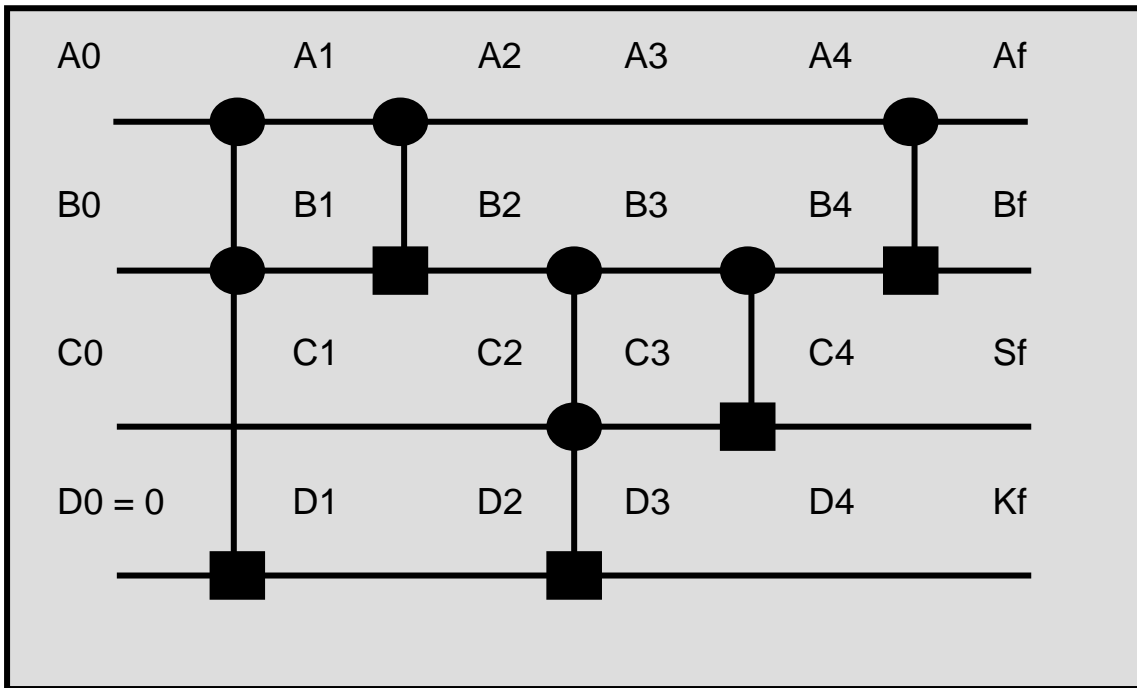 A0 A1 A2 A3 A4 Af
B0 B1 B2 B3 B4 Bf
C0 C1 C2 C3 C4 Sf
D0 = 0 D1 D2 D3 D4 Kf